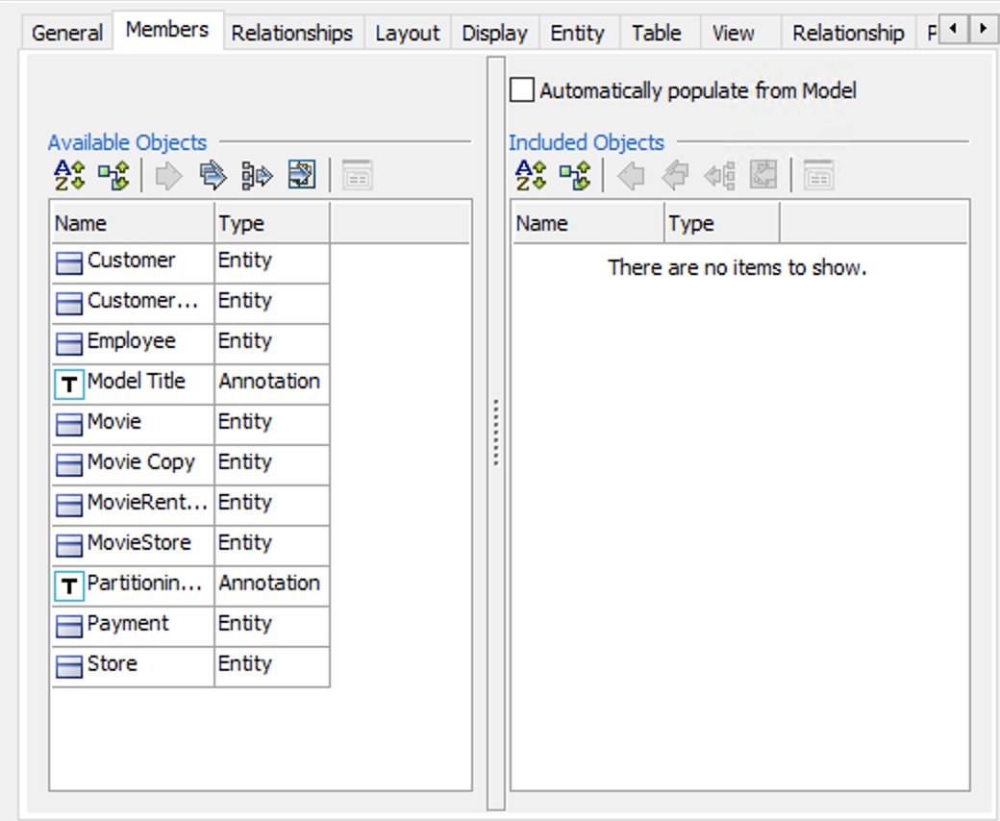 General Members Relationships Layout Display Entity Table View Relationship
Automatically populate from Model
Available Objects
Name Type
Customer Entity
Customer... Entity
Employee Entity
T Model Title Annotation
Movie Entity
Movie Copy Entity
MovieRent... Entity
MovieStore Entity
T Partitionin... Annotation
Payment Entity
Store Entity
Included Objects
Name Type
There are no items to show.